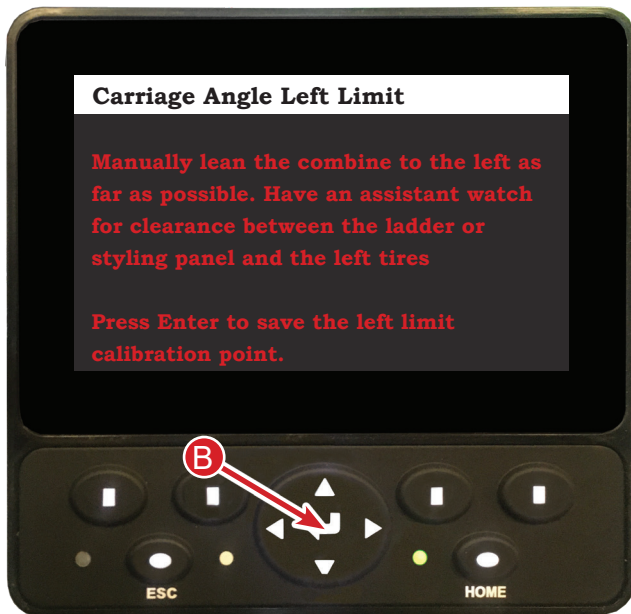 Carriage Angle Left Limit
Manually lean the combine to the left as
far as possible. Have an assistant watch
for clearance between the ladder or
styling panel and the left tires
Press Enter to save the left limit
calibration point.
B
ESC
HOME